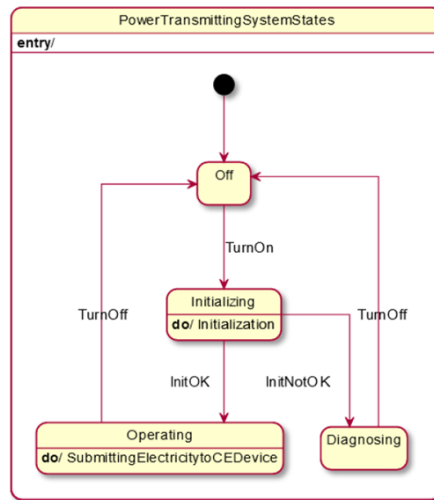 PowerTransmittingSystemStates
entry/
Off
TurnOn
Initializing
do/ Initialization
TurnOff
TurnOff
InitOK
InitNotOK
Operating
do/ SubmittingElectricitytoCEDevice
Diagnosing